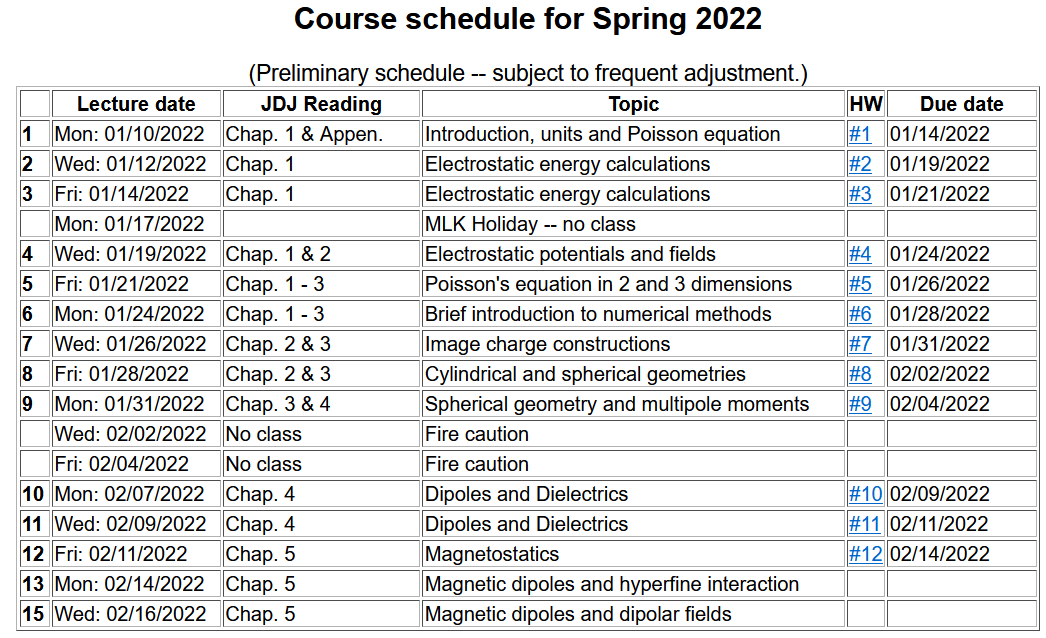 Course schedule for Spring 2022
(Preliminary schedule -- subject to frequent adjustment.)
Lecture date JDJ Reading Topic HW Due date
1 Mon: 01/10/2022 Chap. 1 & Appen. Introduction, units and Poisson equation #1 01/14/2022
2 Wed: 01/12/2022 Chap. 1 Electrostatic energy calculations #2 01/19/2022
3 Fri: 01/14/2022 Chap. 1 Electrostatic energy calculations #3 01/21/2022
Mon: 01/17/2022 MLK Holiday -- no class
4 Wed: 01/19/2022 Chap. 1 & 2 Electrostatic potentials and fields #4 01/24/2022
5 Fri: 01/21/2022 Chap. 1 - 3 Poisson's equation in 2 and 3 dimensions #5 01/26/2022
6 Mon: 01/24/2022 Chap. 1 - 3 Brief introduction to numerical methods #6 01/28/2022
7 Wed: 01/26/2022 Chap. 2 & 3 Image charge constructions #7 01/31/2022
8 Fri: 01/28/2022 Chap. 2 & 3 Cylindrical and spherical geometries #8 02/02/2022
9 Mon: 01/31/2022 Chap. 3 & 4 Spherical geometry and multipole moments #9 02/04/2022
Wed: 02/02/2022 No class Fire caution
Fri: 02/04/2022 No class Fire caution
10 Mon: 02/07/2022 Chap. 4 Dipoles and Dielectrics #10 02/09/2022
11 Wed: 02/09/2022 Chap. 4 Dipoles and Dielectrics #11 02/11/2022
12 Fri: 02/11/2022 Chap. 5 Magnetostatics #12 02/14/2022
13 Mon: 02/14/2022 Chap. 5 Magnetic dipoles and hyperfine interaction
15 Wed: 02/16/2022 Chap. 5 Magnetic dipoles and dipolar fields